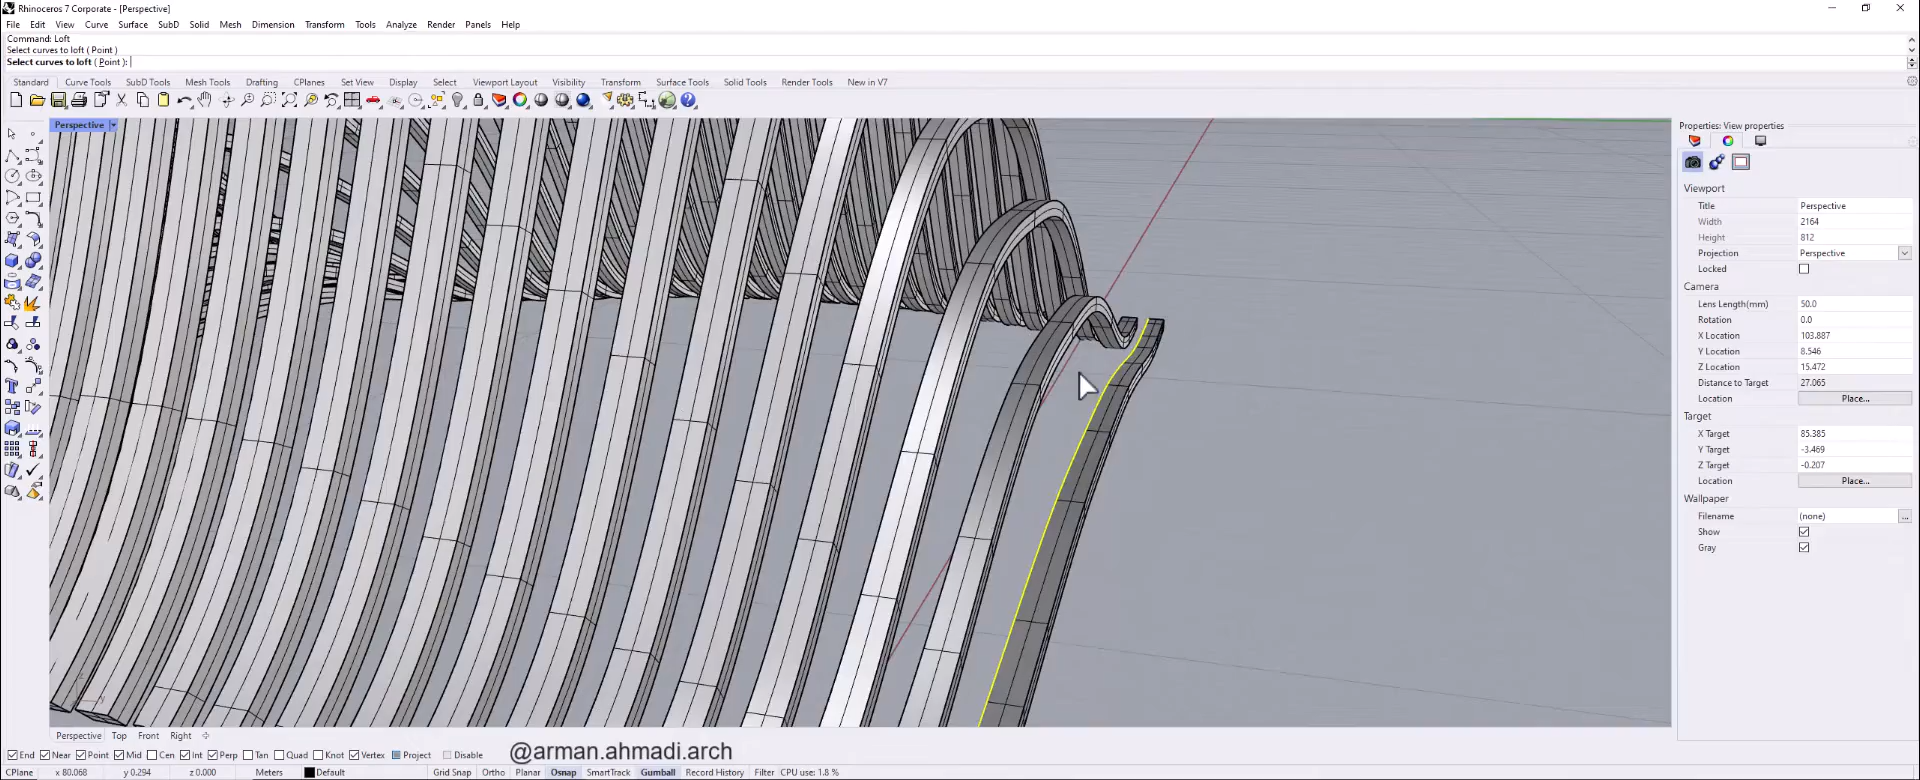 Rhinoceros 7 Corporate - [Perspective]
File Edit View Curve Surface SubD Solid Mesh Dimension Transform Tools Analyze Render Panels Help
Command: Loft
Select curves to loft ( Point )
Select curves to loft ( Point ):
Standard Curve Tools SubD Tools Mesh Tools Drafting CPlanes Set View Display Select Viewport Layout Visibility Transform Surface Tools Solid Tools Render Tools New in V7
Perspective
Properties: View properties
Viewport
Title Perspective
Width 2164
Height 812
Projection Perspective
Locked
Camera
Lens Length(mm) 50.0
Rotation 0.0
X Location 103.887
Y Location 8.546
Z Location 15.472
Distance to Target 27.065
Location Place...
Target
X Target 85.385
Y Target -3.469
Z Target -0.207
Location Place...
Wallpaper
Filename (none) ...
Show
Gray
z
y
Perspective Top Front Right
End Near Point Mid Cen Int Perp Tan Quad Knot Vertex Project Disable
@arman.ahmadi.arch
CPlane x 80.068 y 0.294 z 0.000 Meters Default Grid Snap Ortho Planar Osnap SmartTrack Gumball Record History Filter CPU use: 1.8 %